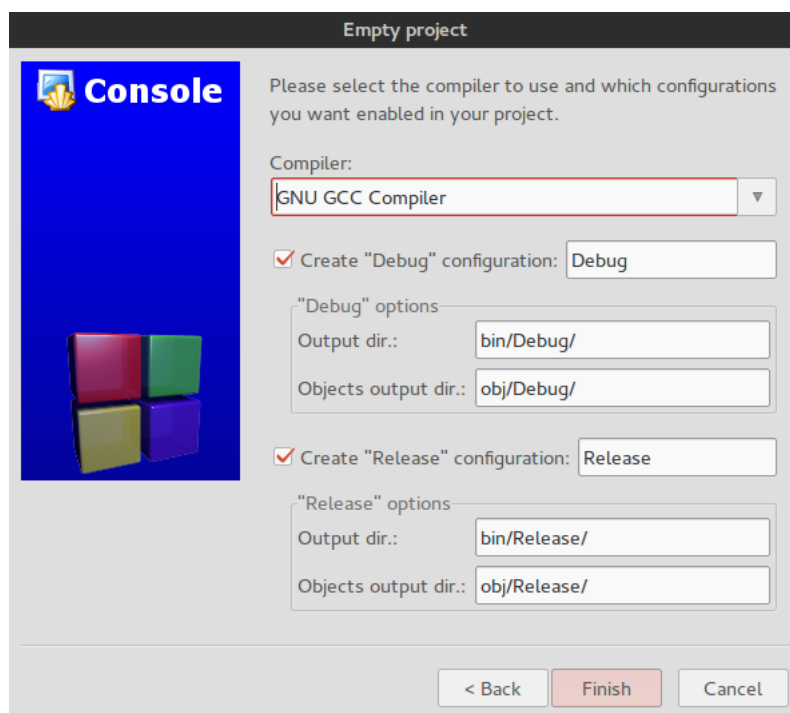 Empty project
Console
Please select the compiler to use and which configurations
you want enabled in your project.
Compiler:
GNU GCC Compiler
Create "Debug" configuration: Debug
"Debug" options
Output dir.: bin/Debug/
Objects output dir.: obj/Debug/
Create "Release" configuration: Release
"Release" options
Output dir.: bin/Release/
Objects output dir.: obj/Release/
< Back Finish Cancel